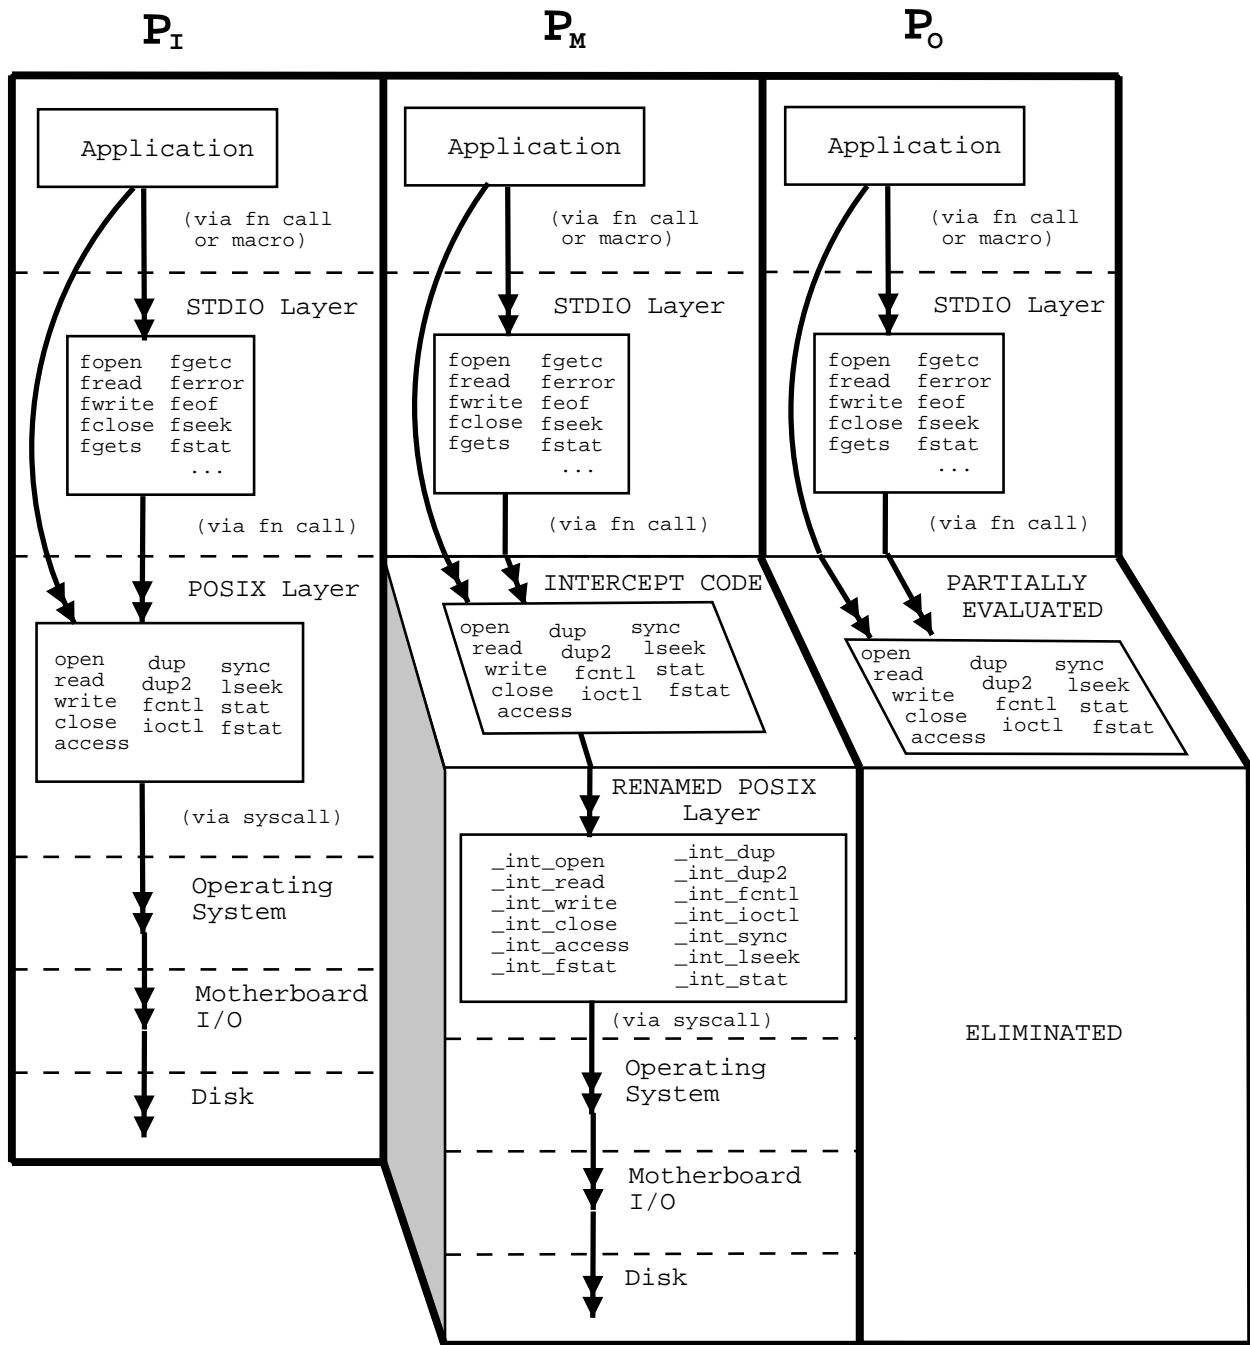 P_I
P_M
P_O
Application
(via fn call
or macro)
STDIO Layer
fopen fgetc
fread ferror
fwrite feof
fclose fseek
fgets fstat
...
(via fn call)
POSIX Layer
open dup sync
read dup2 lseek
write fcntl stat
close ioctl fstat
access
(via syscall)
Operating
System
Motherboard
I/O
Disk
Application
(via fn call
or macro)
STDIO Layer
fopen fgetc
fread ferror
fwrite feof
fclose fseek
fgets fstat
...
(via fn call)
INTERCEPT CODE
open dup sync
read dup2 lseek
write fcntl stat
close ioctl fstat
access
RENAMED POSIX
Layer
_int_open _int_dup
_int_read _int_dup2
_int_write _int_fcntl
_int_close _int_ioctl
_int_access _int_sync
_int_fstat _int_lseek
_int_stat
(via syscall)
Operating
System
Motherboard
I/O
Disk
Application
(via fn call
or macro)
STDIO Layer
fopen fgetc
fread ferror
fwrite feof
fclose fseek
fgets fstat
...
(via fn call)
PARTIALLY
EVALUATED
open dup sync
read dup2 lseek
write fcntl stat
close ioctl fstat
access
ELIMINATED